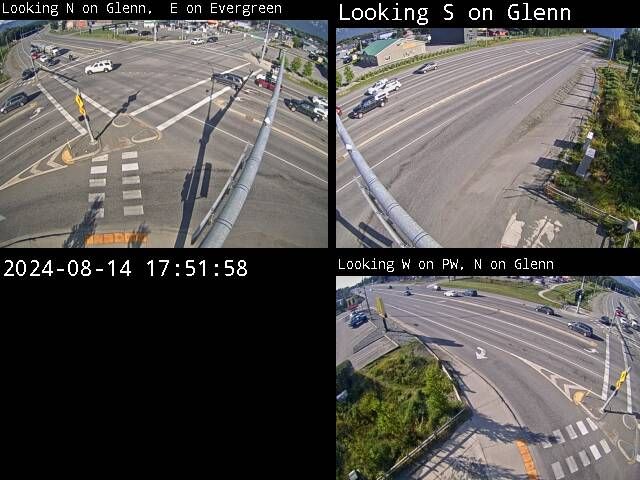 Looking N on Glenn,  E on Evergreen
Looking S on Glenn
2024-08-14 17:51:58
Looking W on PW, N on Glenn